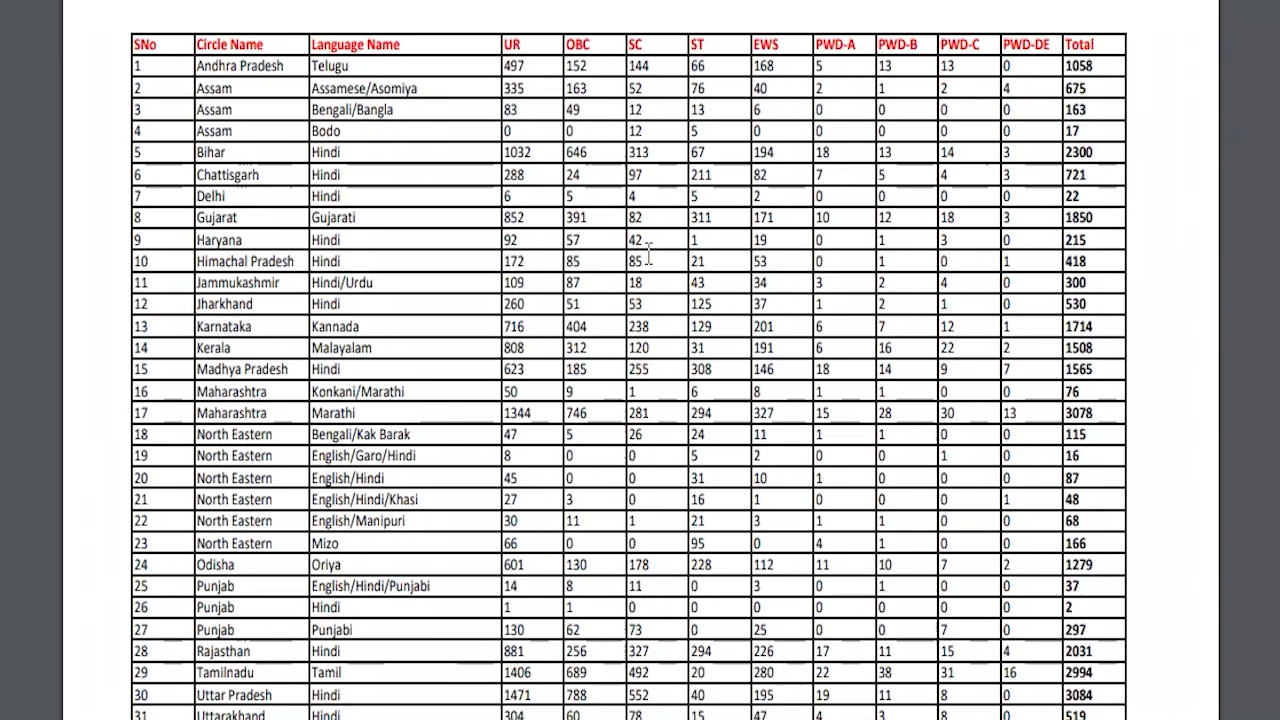 SNo Circle Name Language Name UR OBC SC ST EWS PWD-A PWD-B PWD-C PWD-DE Total
1 Andhra Pradesh Telugu 497 152 144 66 168 5 13 13 0 1058
2 Assam Assamese/Asomiya 335 163 52 76 40 2 1 2 4 675
3 Assam Bengali/Bangla 83 49 12 13 6 0 0 0 0 163
4 Assam Bodo 0 0 12 5 0 0 0 0 0 17
5 Bihar Hindi 1032 646 313 67 194 18 13 14 3 2300
6 Chattisgarh Hindi 288 24 97 211 82 7 5 4 3 721
7 Delhi Hindi 6 5 4 5 2 0 0 0 0 22
8 Gujarat Gujarati 852 391 82 311 171 10 12 18 3 1850
9 Haryana Hindi 92 57 42 1 19 0 1 3 0 215
10 Himachal Pradesh Hindi 172 85 85 21 53 0 1 0 1 418
11 Jammukashmir Hindi/Urdu 109 87 18 43 34 3 2 4 0 300
12 Jharkhand Hindi 260 51 53 125 37 1 2 1 0 530
13 Karnataka Kannada 716 404 238 129 201 6 7 12 1 1714
14 Kerala Malayalam 808 312 120 31 191 6 16 22 2 1508
15 Madhya Pradesh Hindi 623 185 255 308 146 18 14 9 7 1565
16 Maharashtra Konkani/Marathi 50 9 1 6 8 1 1 0 0 76
17 Maharashtra Marathi 1344 746 281 294 327 15 28 30 13 3078
18 North Eastern Bengali/Kak Barak 47 5 26 24 11 1 1 0 0 115
19 North Eastern English/Garo/Hindi 8 0 0 5 2 0 0 1 0 16
20 North Eastern English/Hindi 45 0 0 31 10 1 0 0 0 87
21 North Eastern English/Hindi/Khasi 27 3 0 16 1 0 0 0 1 48
22 North Eastern English/Manipuri 30 11 1 21 3 1 1 0 0 68
23 North Eastern Mizo 66 0 0 95 0 4 1 0 0 166
24 Odisha Oriya 601 130 178 228 112 11 10 7 2 1279
25 Punjab English/Hindi/Punjabi 14 8 11 0 3 0 1 0 0 37
26 Punjab Hindi 1 1 0 0 0 0 0 0 0 2
27 Punjab Punjabi 130 62 73 0 25 0 0 7 0 297
28 Rajasthan Hindi 881 256 327 294 226 17 11 15 4 2031
29 Tamilnadu Tamil 1406 689 492 20 280 22 38 31 16 2994
30 Uttar Pradesh Hindi 1471 788 552 40 195 19 11 8 0 3084
31 Uttarakhand Hindi 304 60 78 15 47 4 3 8 0 519